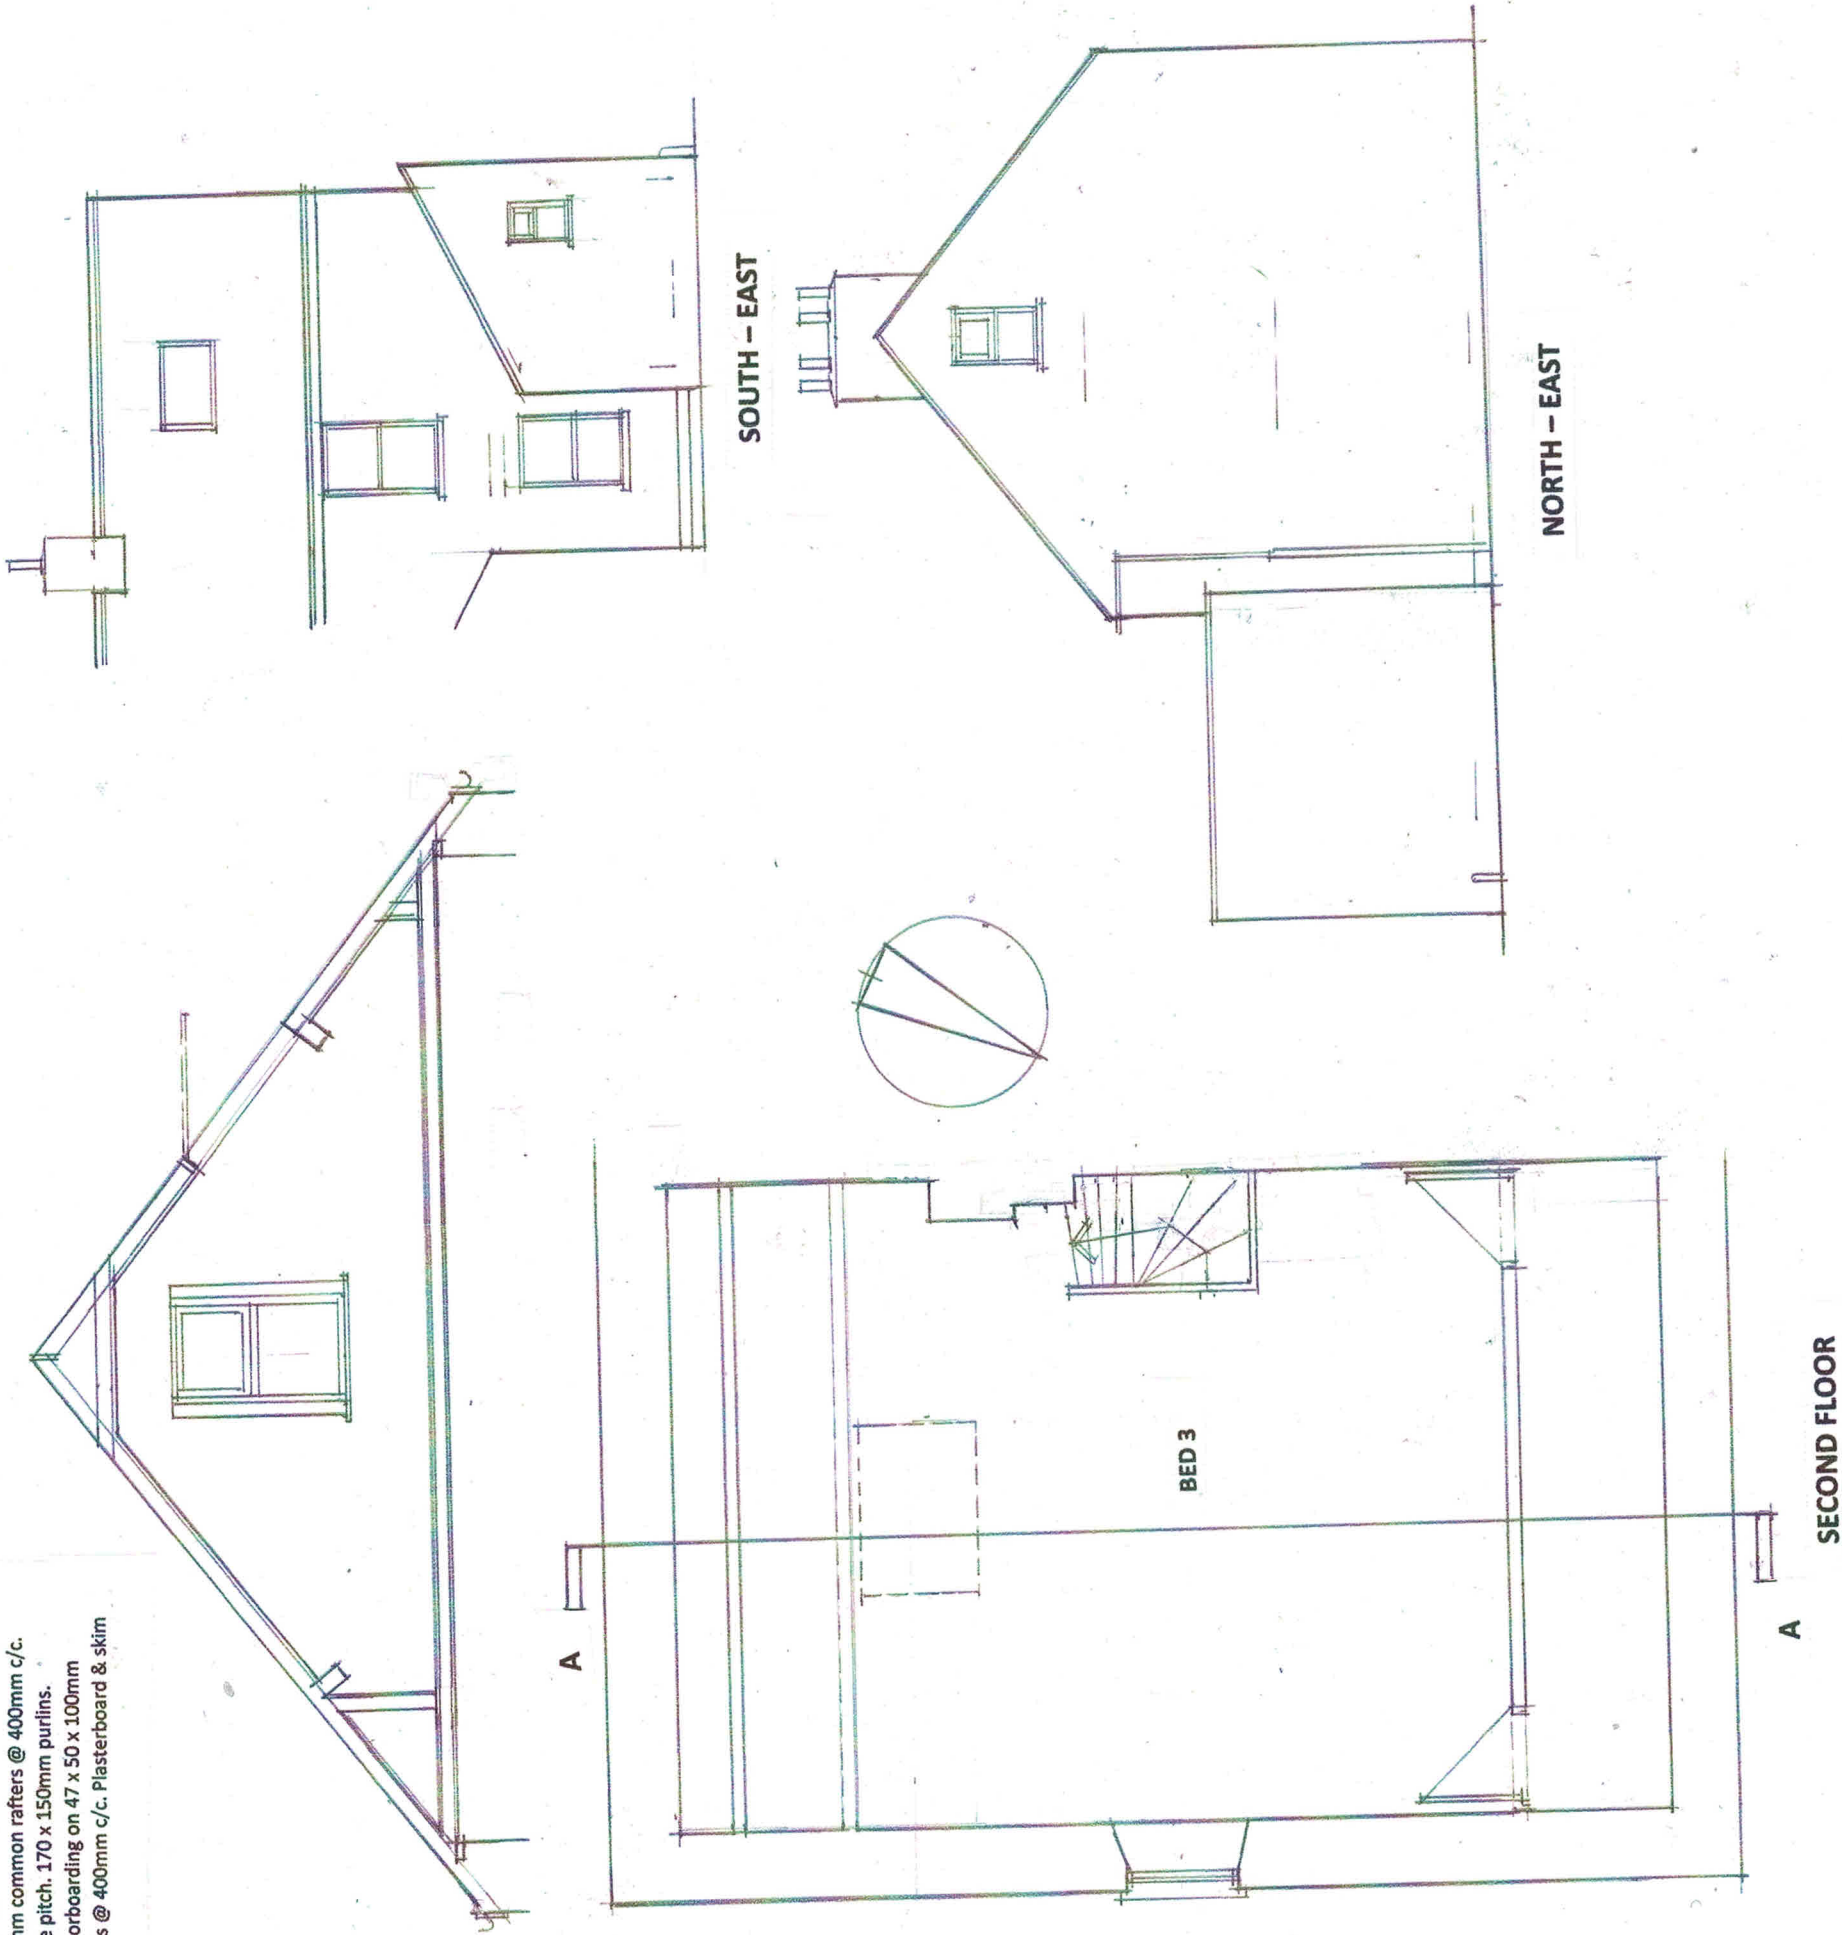 common rafters @ 400mm c/c.
pitch. 170 x 150mm purlins.
orboarding on 47 x 50 x 100mm
s @ 400mm c/c. Plasterboard & skim
SOUTH – EAST
NORTH – EAST
A
BED 3
A
SECOND FLOOR